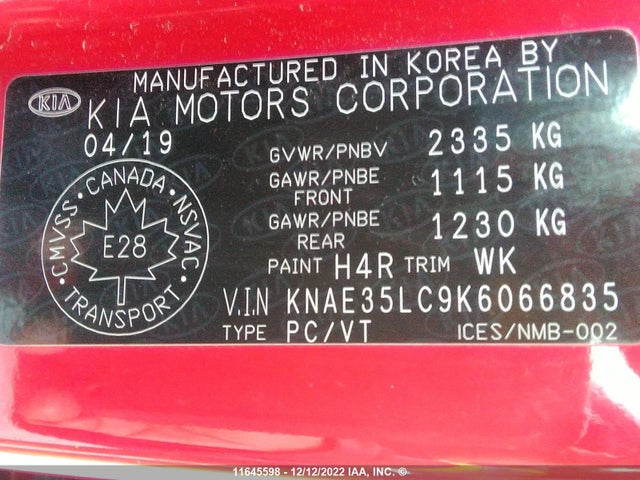 MANUFACTURED IN KOREA BY
KIA KIA MOTORS CORPORATION
04/19
GVWR/PNBV 2335 KG
GAWR/PNBE FRONT 1115 KG
GAWR/PNBE REAR 1230 KG
CANADA · NSVAC · TRANSPORT · CMVSS ·
E28
PAINT H4R TRIM WK
V.I.N KNAE35LC9K6066835
TYPE PC/VT ICES/NMB-002
11645598 - 12/12/2022 IAA, INC. ©